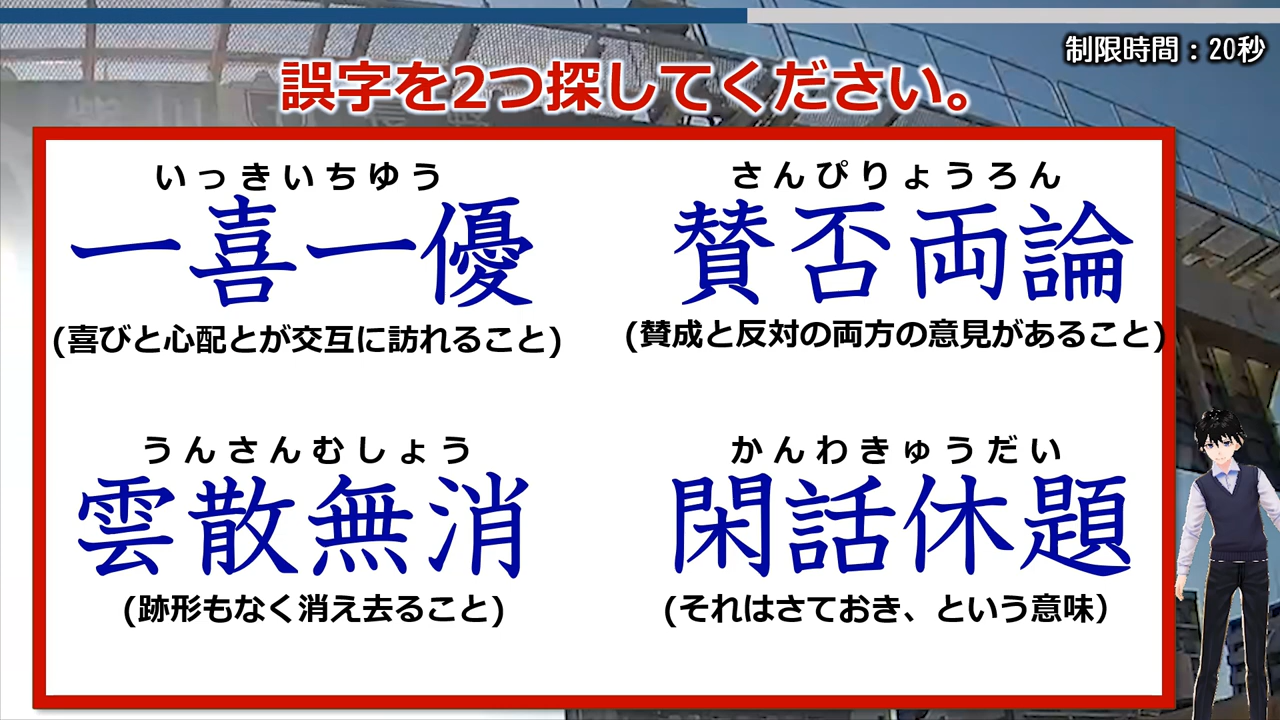 制限時間：20秒
誤字を2つ探してください。
いっきいちゆう
一喜一優
(喜びと心配とが交互に訪れること)
さんぴりょうろん
賛否両論
(賛成と反対の両方の意見があること)
うんさんむしょう
雲散無消
(跡形もなく消え去ること)
かんわきゅうだい
閑話休題
(それはさておき、という意味）